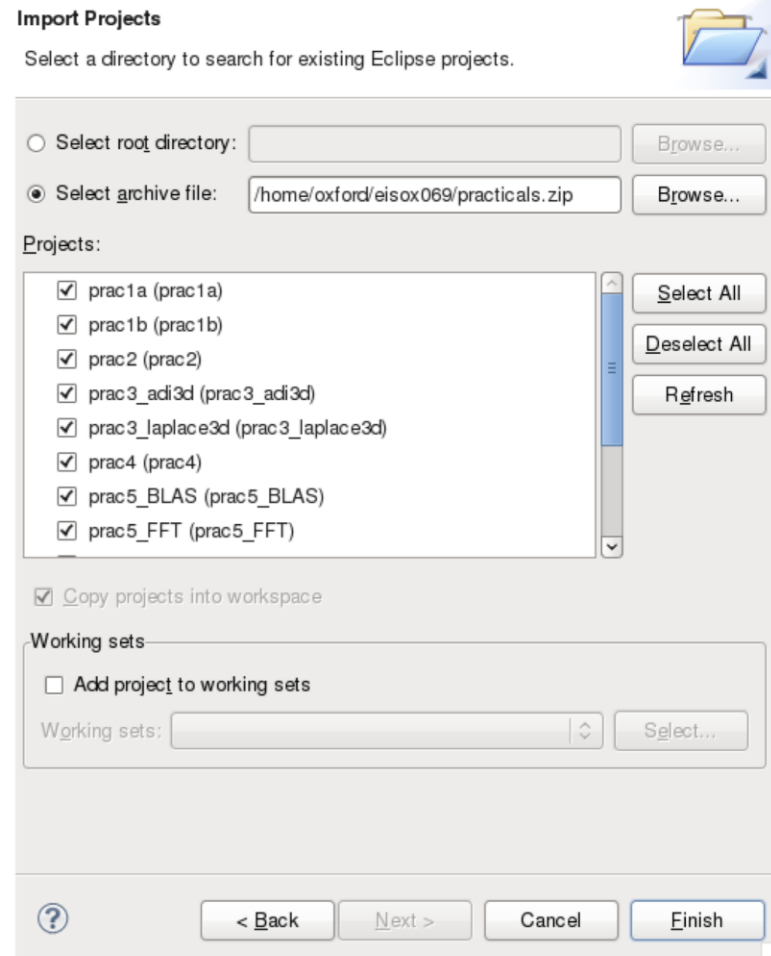 Import Projects
Select a directory to search for existing Eclipse projects.
Select root directory: Browse...
Select archive file: /home/oxford/eisox069/practicals.zip Browse...
Projects:
prac1a (prac1a)
prac1b (prac1b)
prac2 (prac2)
prac3_adi3d (prac3_adi3d)
prac3_laplace3d (prac3_laplace3d)
prac4 (prac4)
prac5_BLAS (prac5_BLAS)
prac5_FFT (prac5_FFT)
Select All
Deselect All
Refresh
Copy projects into workspace
Working sets
Add project to working sets
Working sets: Select...
? < Back Next > Cancel Finish